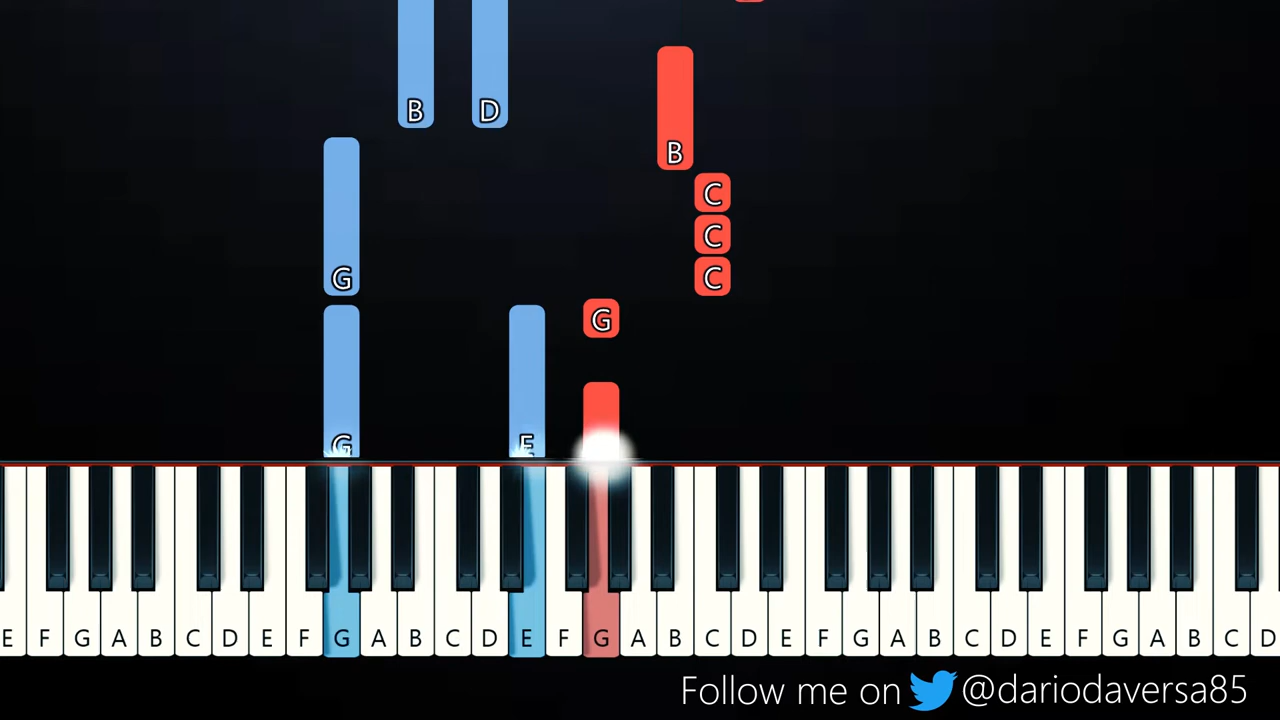 B D
B
C
C
G C
G
G E
E F G A B C D E F G A B C D E F G A B C D E F G A B C D E F G A B C D
Follow me on @dariodaversa85